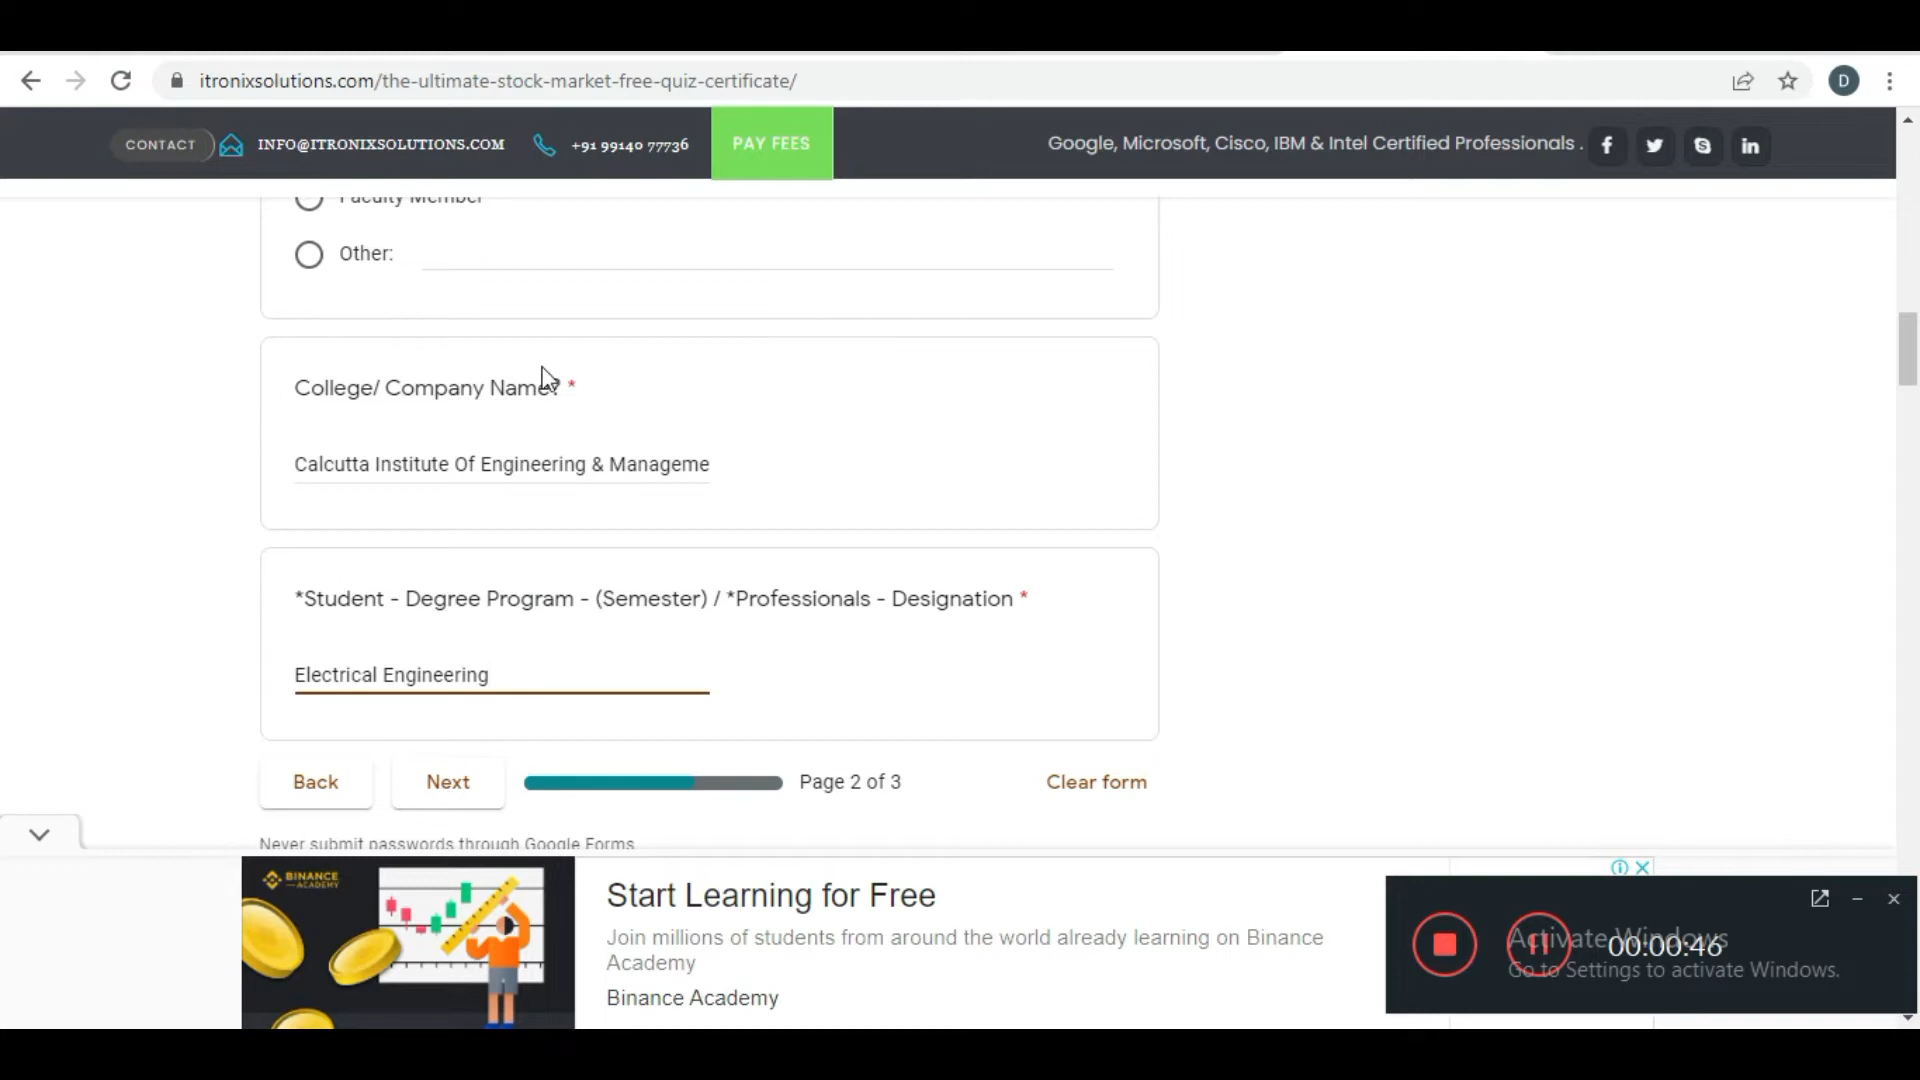 itronixsolutions.com/the-ultimate-stock-market-free-quiz-certificate/
D
CONTACT
INFO@ITRONIXSOLUTIONS.COM
+91 99140 77736
PAY FEES
Google, Microsoft, Cisco, IBM & Intel Certified Professionals .
Faculty Member
Other:
College/ Company Name? *
Calcutta Institute Of Engineering & Manageme
*Student - Degree Program - (Semester) / *Professionals - Designation *
Electrical Engineering
Back
Next
Page 2 of 3
Clear form
Never submit passwords through Google Forms
BINANCE
ACADEMY
Start Learning for Free
Join millions of students from around the world already learning on Binance
Academy
Binance Academy
Activate Windows
00:00:46
Go to Settings to activate Windows.